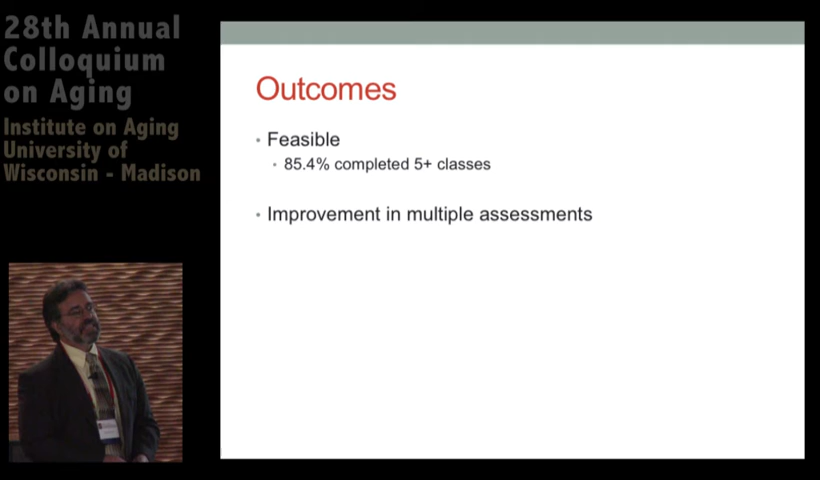 28th Annual
Colloquium
on Aging
Institute on Aging
University of
Wisconsin - Madison
Outcomes
• Feasible
• 85.4% completed 5+ classes
• Improvement in multiple assessments